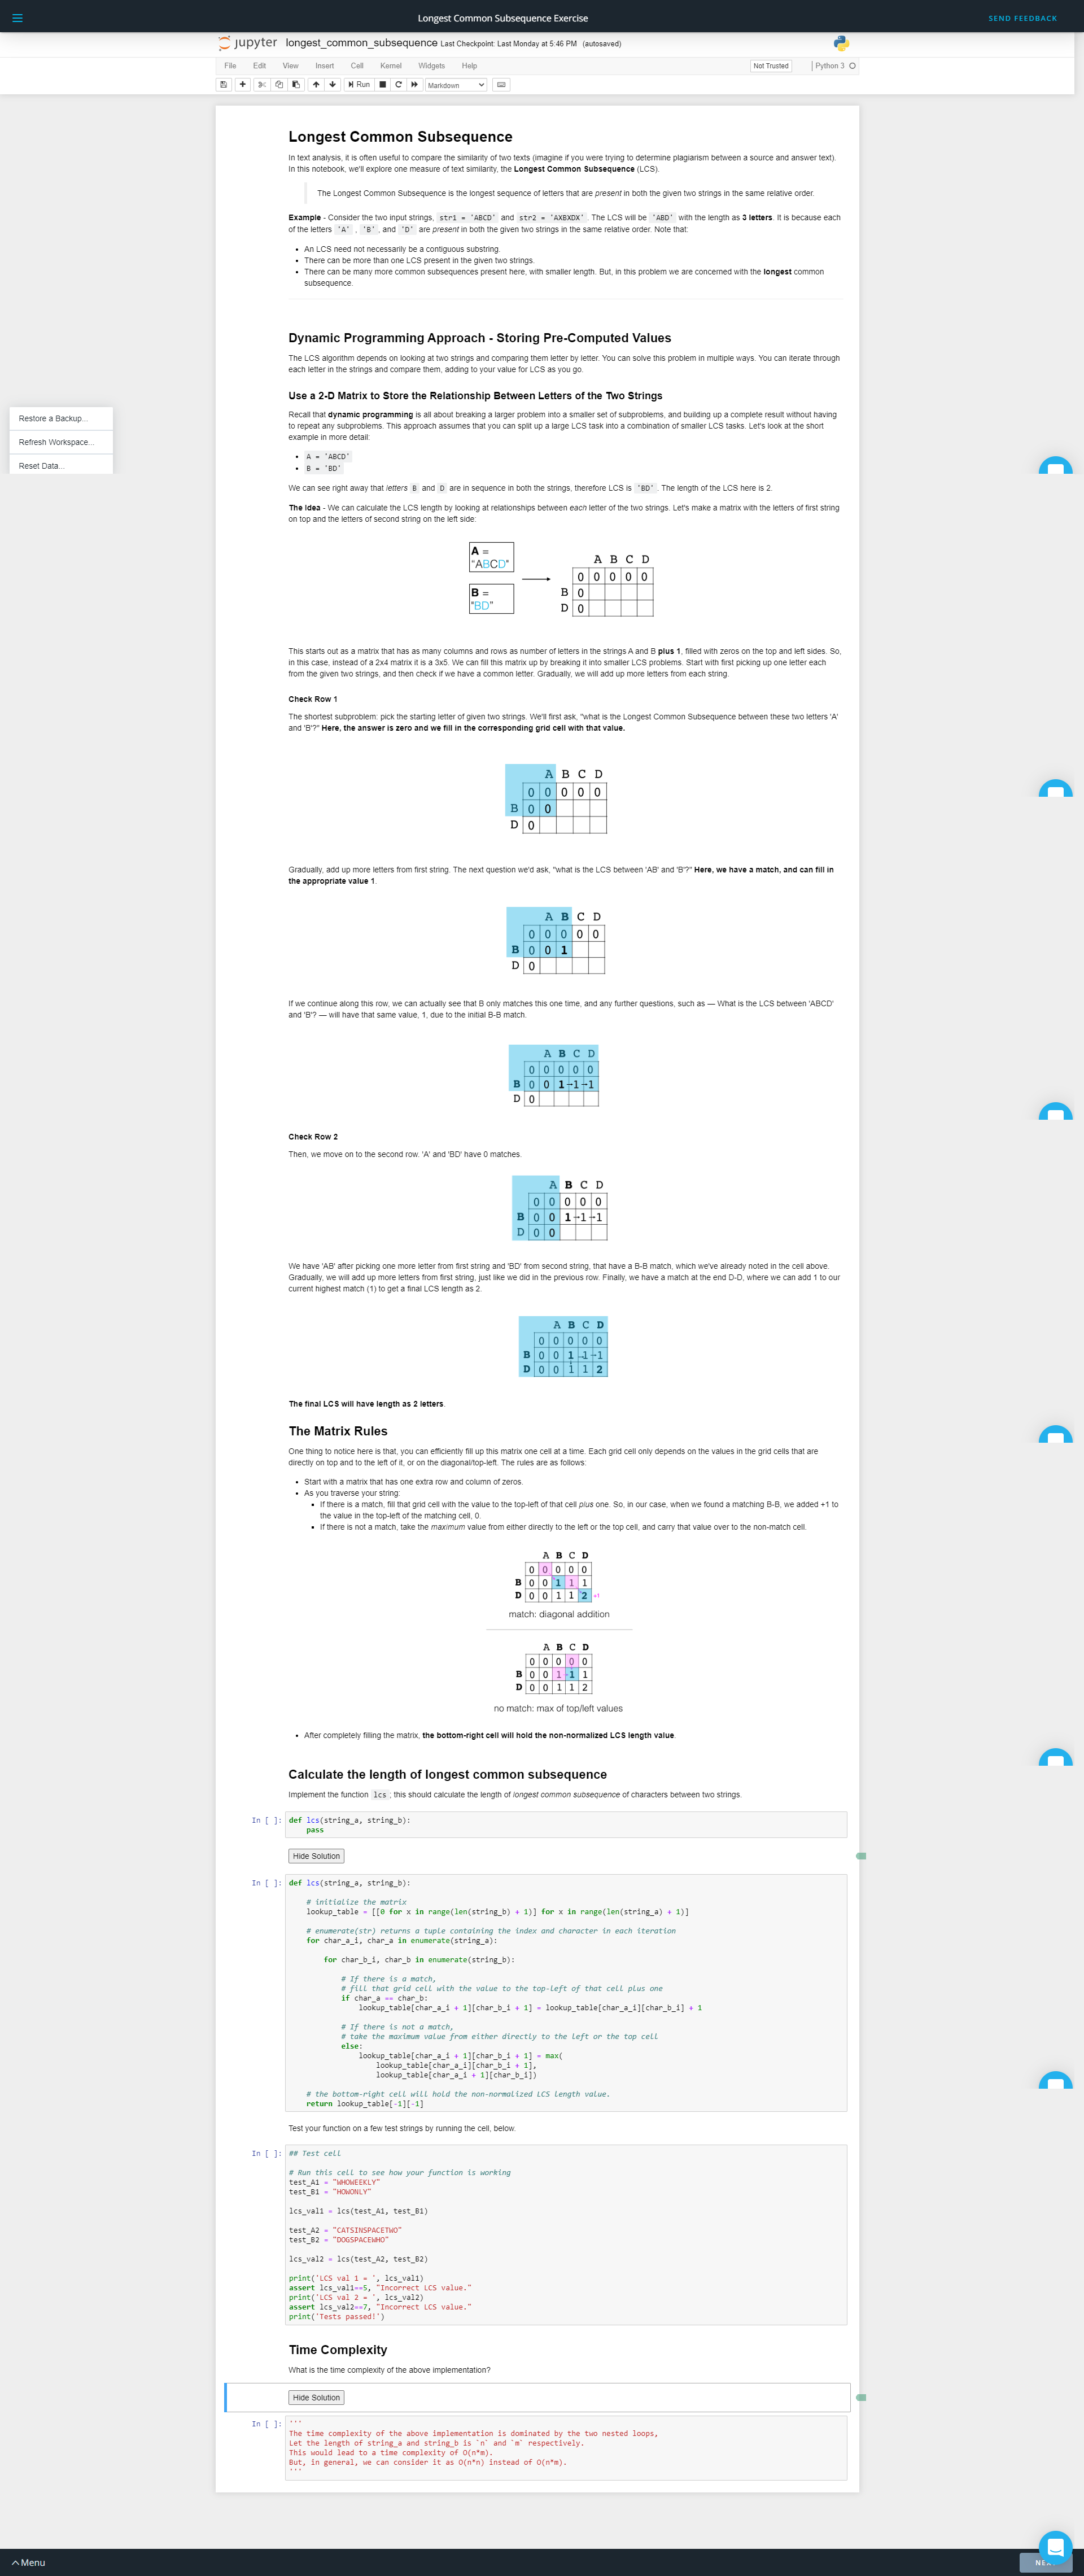 Longest Common Subsequence Exercise
SEND FEEDBACK
jupyter longest_common_subsequence Last Checkpoint: Last Monday at 5:46 PM (autosaved)
File Edit View Insert Cell Kernel Widgets Help
Not Trusted Python 3
Run Markdown
Longest Common Subsequence
In text analysis, it is often useful to compare the similarity of two texts (imagine if you were trying to determine plagiarism between a source and answer text).
In this notebook, we'll explore one measure of text similarity, the Longest Common Subsequence (LCS).
The Longest Common Subsequence is the longest sequence of letters that are present in both the given two strings in the same relative order.
Example - Consider the two input strings, str1 = 'ABCD' and str2 = 'AXBXDX'. The LCS will be 'ABD' with the length as 3 letters. It is because each
of the letters 'A' , 'B' , and 'D' are present in both the given two strings in the same relative order. Note that:
• An LCS need not necessarily be a contiguous substring.
• There can be more than one LCS present in the given two strings.
• There can be many more common subsequences present here, with smaller length. But, in this problem we are concerned with the longest common
subsequence.
Dynamic Programming Approach - Storing Pre-Computed Values
The LCS algorithm depends on looking at two strings and comparing them letter by letter. You can solve this problem in multiple ways. You can iterate through
each letter in the strings and compare them, adding to your value for LCS as you go.
Use a 2-D Matrix to Store the Relationship Between Letters of the Two Strings
Recall that dynamic programming is all about breaking a larger problem into a smaller set of subproblems, and building up a complete result without having
to repeat any subproblems. This approach assumes that you can split up a large LCS task into a combination of smaller LCS tasks. Let's look at the short
example in more detail:
Restore a Backup...
Refresh Workspace...
Reset Data...
• A = 'ABCD'
• B = 'BD'
We can see right away that letters B and D are in sequence in both the strings, therefore LCS is 'BD' . The length of the LCS here is 2.
The Idea - We can calculate the LCS length by looking at relationships between each letter of the two strings. Let's make a matrix with the letters of first string
on top and the letters of second string on the left side:
A =
"ABCD"
B =
"BD"
A B C D
0 0 0 0 0
B 0
D 0
This starts out as a matrix that has as many columns and rows as number of letters in the strings A and B plus 1, filled with zeros on the top and left sides. So,
in this case, instead of a 2x4 matrix it is a 3x5. We can fill this matrix up by breaking it into smaller LCS problems. Start with first picking up one letter each
from the given two strings, and then check if we have a common letter. Gradually, we will add up more letters from each string.
Check Row 1
The shortest subproblem: pick the starting letter of given two strings. We'll first ask, "what is the Longest Common Subsequence between these two letters 'A'
and 'B'?" Here, the answer is zero and we fill in the corresponding grid cell with that value.
A B C D
0 0 0 0 0
B 0 0
D 0
Gradually, add up more letters from first string. The next question we'd ask, "what is the LCS between 'AB' and 'B'?" Here, we have a match, and can fill in
the appropriate value 1.
A B C D
0 0 0 0 0
B 0 0 1
D 0
If we continue along this row, we can actually see that B only matches this one time, and any further questions, such as — What is the LCS between 'ABCD'
and 'B'? — will have that same value, 1, due to the initial B-B match.
A B C D
0 0 0 0 0
B 0 0 1→1→1
D 0
Check Row 2
Then, we move on to the second row. 'A' and 'BD' have 0 matches.
A B C D
0 0 0 0 0
B 0 0 1→1→1
D 0 0
We have 'AB' after picking one more letter from first string and 'BD' from second string, that have a B-B match, which we've already noted in the cell above.
Gradually, we will add up more letters from first string, just like we did in the previous row. Finally, we have a match at the end D-D, where we can add 1 to our
current highest match (1) to get a final LCS length as 2.
A B C D
0 0 0 0 0
B 0 0 1→1→1
D 0 0 1 1 2
The final LCS will have length as 2 letters.
The Matrix Rules
One thing to notice here is that, you can efficiently fill up this matrix one cell at a time. Each grid cell only depends on the values in the grid cells that are
directly on top and to the left of it, or on the diagonal/top-left. The rules are as follows:
• Start with a matrix that has one extra row and column of zeros.
• As you traverse your string:
▪ If there is a match, fill that grid cell with the value to the top-left of that cell plus one. So, in our case, when we found a matching B-B, we added +1 to
the value in the top-left of the matching cell, 0.
▪ If there is not a match, take the maximum value from either directly to the left or the top cell, and carry that value over to the non-match cell.
A B C D
0 0 0 0 0
B 0 0 1 1 1
D 0 0 1 1 2 +1
match: diagonal addition
A B C D
0 0 0 0 0
B 0 0 1→1 1
D 0 0 1 1 2
no match: max of top/left values
• After completely filling the matrix, the bottom-right cell will hold the non-normalized LCS length value.
Calculate the length of longest common subsequence
Implement the function lcs ; this should calculate the length of longest common subsequence of characters between two strings.
In [ ]: def lcs(string_a, string_b):
pass
Hide Solution
In [ ]: def lcs(string_a, string_b):
# initialize the matrix
lookup_table = [[0 for x in range(len(string_b) + 1)] for x in range(len(string_a) + 1)]
# enumerate(str) returns a tuple containing the index and character in each iteration
for char_a_i, char_a in enumerate(string_a):
for char_b_i, char_b in enumerate(string_b):
# If there is a match,
# fill that grid cell with the value to the top-left of that cell plus one
if char_a == char_b:
lookup_table[char_a_i + 1][char_b_i + 1] = lookup_table[char_a_i][char_b_i] + 1
# If there is not a match,
# take the maximum value from either directly to the left or the top cell
else:
lookup_table[char_a_i + 1][char_b_i + 1] = max(
lookup_table[char_a_i][char_b_i + 1],
lookup_table[char_a_i + 1][char_b_i])
# the bottom-right cell will hold the non-normalized LCS length value.
return lookup_table[-1][-1]
Test your function on a few test strings by running the cell, below.
In [ ]: ## Test cell
# Run this cell to see how your function is working
test_A1 = "WHOWEEKLY"
test_B1 = "HOWONLY"
lcs_val1 = lcs(test_A1, test_B1)
test_A2 = "CATSINSPACETWO"
test_B2 = "DOGSPACEWHO"
lcs_val2 = lcs(test_A2, test_B2)
print('LCS val 1 = ', lcs_val1)
assert lcs_val1==5, "Incorrect LCS value."
print('LCS val 2 = ', lcs_val2)
assert lcs_val2==7, "Incorrect LCS value."
print('Tests passed!')
Time Complexity
What is the time complexity of the above implementation?
Hide Solution
In [ ]: '''
The time complexity of the above implementation is dominated by the two nested loops,
Let the length of string_a and string_b is `n` and `m` respectively.
This would lead to a time complexity of O(n*m).
But, in general, we can consider it as O(n*n) instead of O(n*m).
'''
Menu